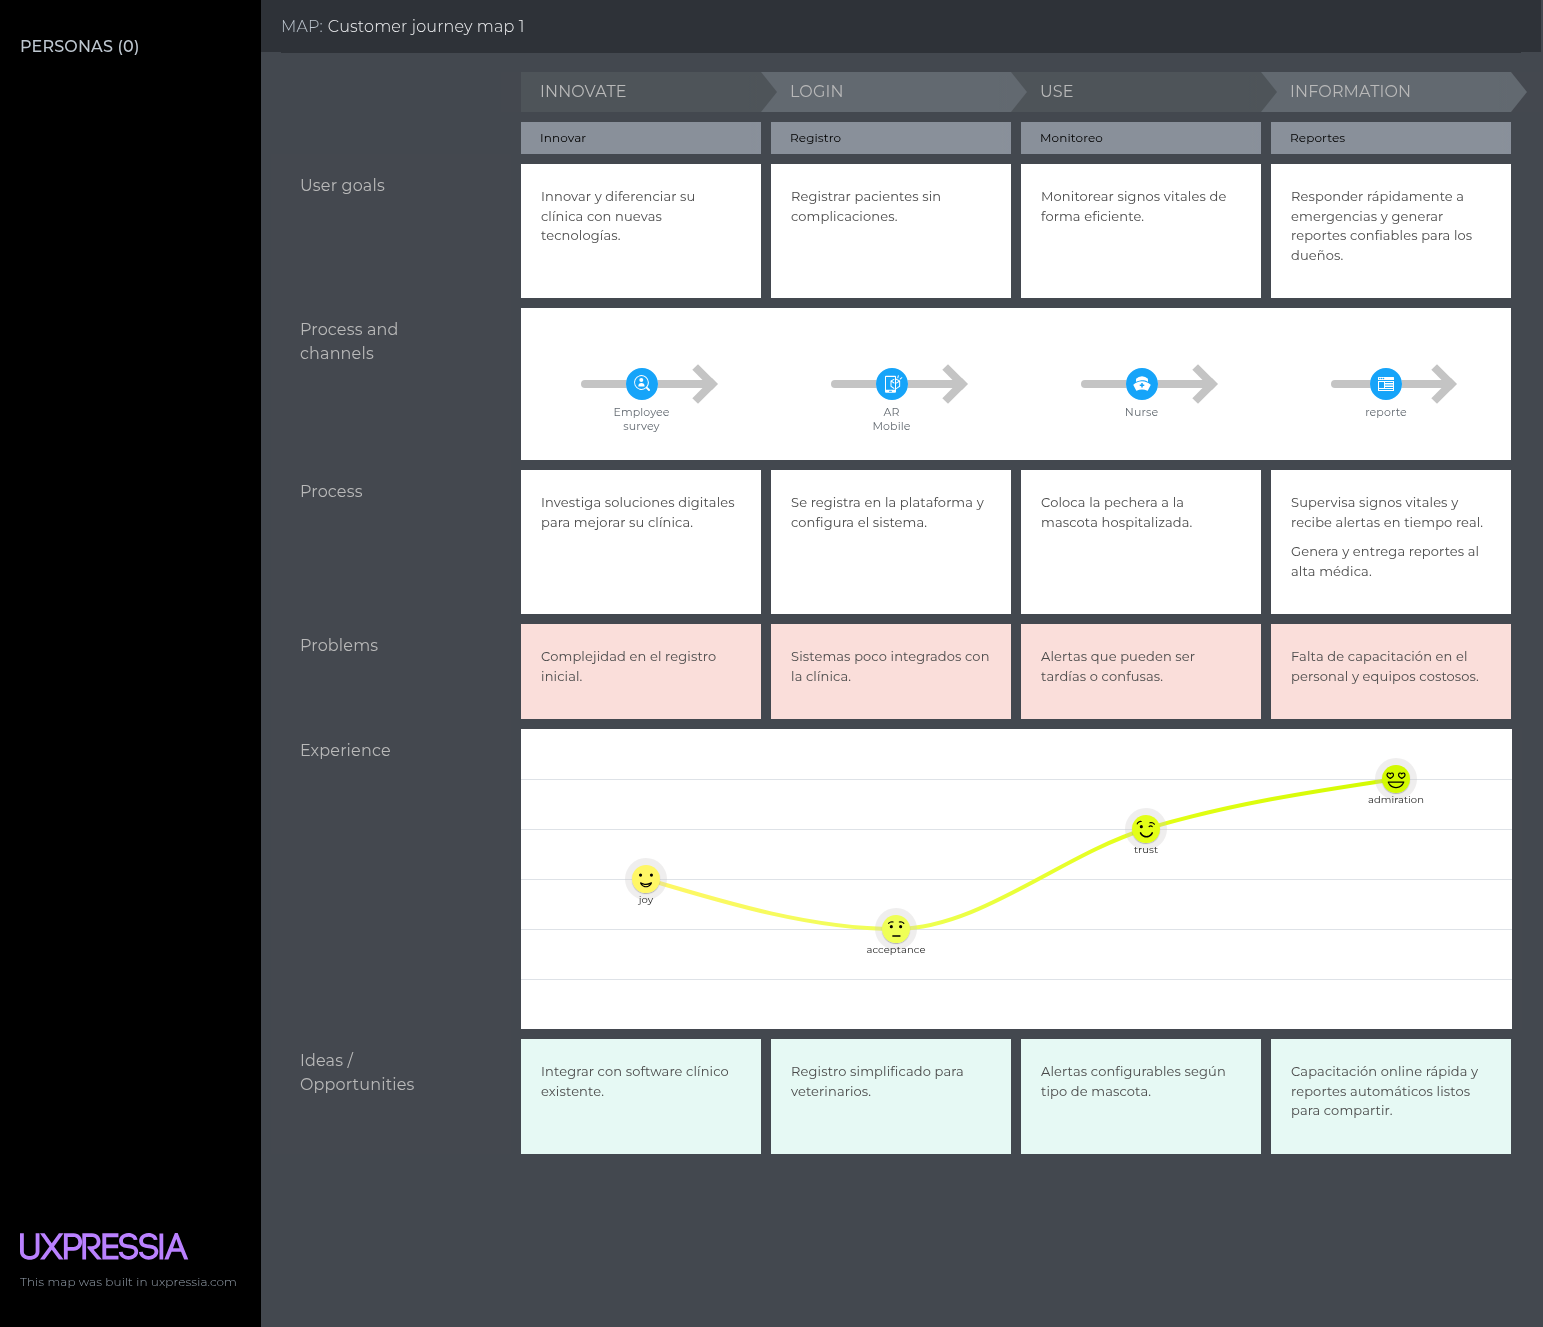 PERSONAS (0)
MAP: Customer journey map 1
INNOVATE
LOGIN
USE
INFORMATION
Innovar
Registro
Monitoreo
Reportes
User goals
Innovar y diferenciar su
clínica con nuevas
tecnologías.
Registrar pacientes sin
complicaciones.
Monitorear signos vitales de
forma eficiente.
Responder rápidamente a
emergencias y generar
reportes confiables para los
dueños.
Process and
channels
Employee
survey
AR
Mobile
Nurse
reporte
Process
Investiga soluciones digitales
para mejorar su clínica.
Se registra en la plataforma y
configura el sistema.
Coloca la pechera a la
mascota hospitalizada.
Supervisa signos vitales y
recibe alertas en tiempo real.
Genera y entrega reportes al
alta médica.
Problems
Complejidad en el registro
inicial.
Sistemas poco integrados con
la clínica.
Alertas que pueden ser
tardías o confusas.
Falta de capacitación en el
personal y equipos costosos.
Experience
joy
acceptance
trust
admiration
Ideas /
Opportunities
Integrar con software clínico
existente.
Registro simplificado para
veterinarios.
Alertas configurables según
tipo de mascota.
Capacitación online rápida y
reportes automáticos listos
para compartir.
UXPRESSIA
This map was built in uxpressia.com